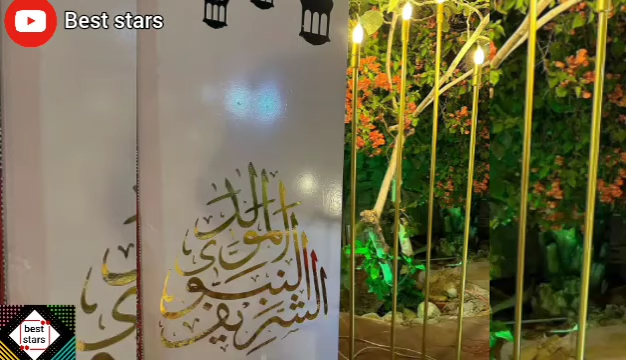 Best stars
المولد
النبوي
الشريف
best
stars